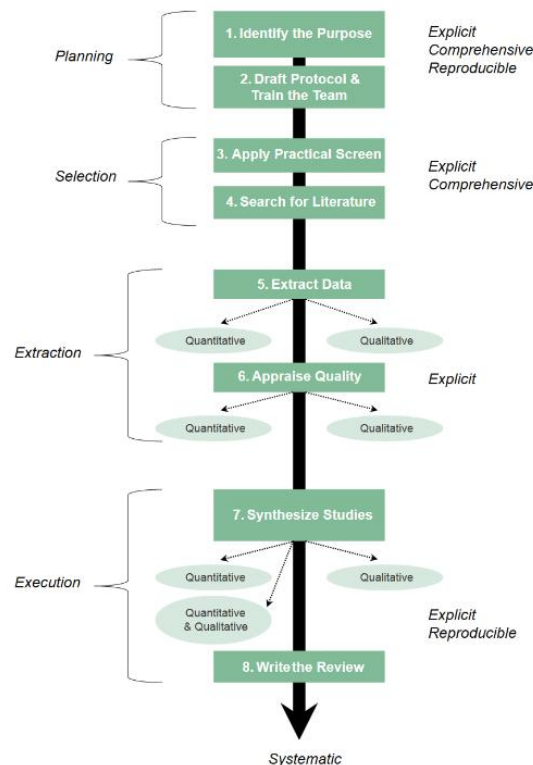 Planning
1. Identify the Purpose
2. Draft Protocol &
Train the Team
Explicit
Comprehensive
Reproducible
Selection
3. Apply Practical Screen
4. Search for Literature
Explicit
Comprehensive
Extraction
5. Extract Data
Quantitative
Qualitative
6. Appraise Quality
Quantitative
Qualitative
Explicit
Execution
7. Synthesize Studies
Quantitative
Qualitative
Quantitative
& Qualitative
8. Write the Review
Explicit
Reproducible
Systematic